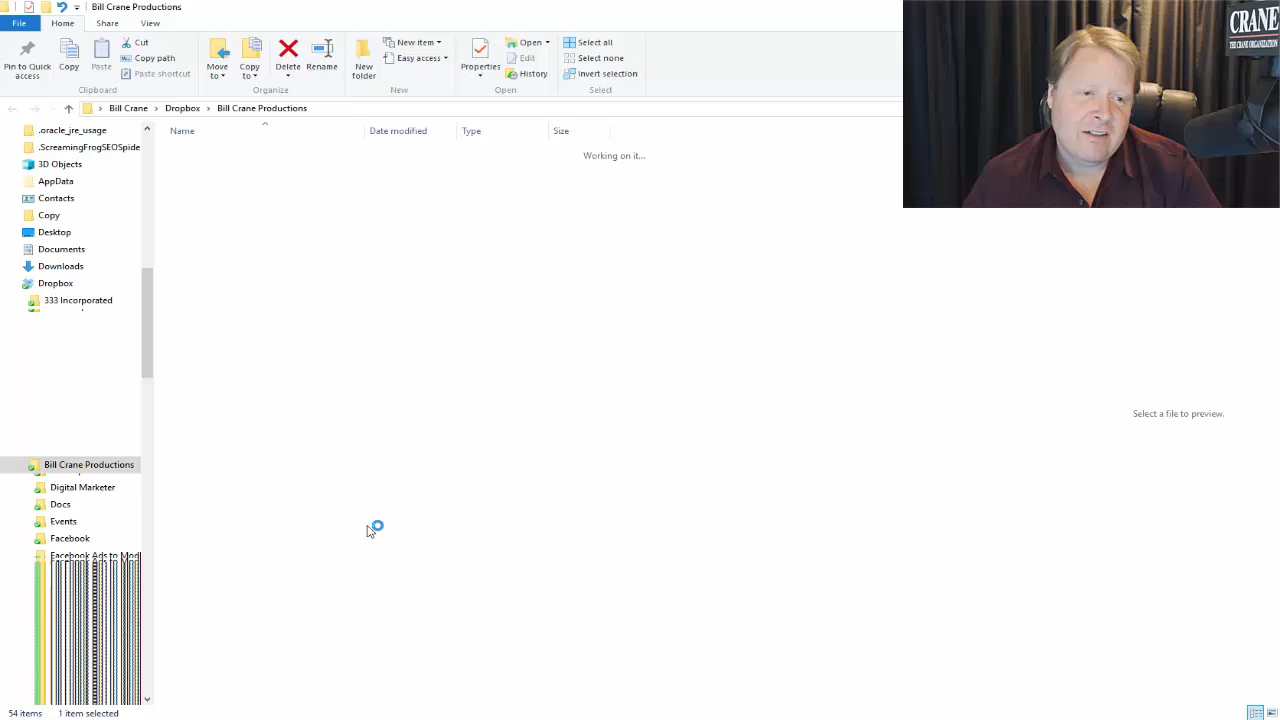 Bill Crane Productions
File Home Share View
Pin to Quick access
Copy
Paste
Cut
Copy path
Paste shortcut
Clipboard
Move to
Copy to
Delete
Rename
Organize
New folder
New item
Easy access
New
Properties
Open
Edit
History
Open
Select all
Select none
Invert selection
Select
CRANE
THE CRANE ORGANIZATION
Bill Crane > Dropbox > Bill Crane Productions
Name Date modified Type Size
Working on it...
.oracle_jre_usage
.ScreamingFrogSEOSpide
3D Objects
AppData
Contacts
Copy
Desktop
Documents
Downloads
Dropbox
333 Incorporated
Select a file to preview.
Bill Crane Productions
Digital Marketer
Docs
Events
Facebook
Facebook Ads to Mod
54 items 1 item selected